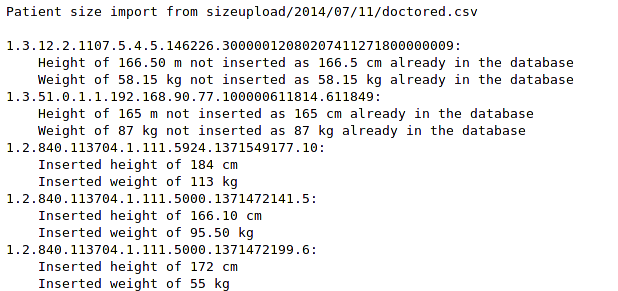 Patient size import from sizeupload/2014/07/11/doctored.csv
1.3.12.2.1107.5.4.5.146226.30000012080207411271800000009:
Height of 166.50 m not inserted as 166.5 cm already in the database
Weight of 58.15 kg not inserted as 58.15 kg already in the database
1.3.51.0.1.1.192.168.90.77.100000611814.611849:
Height of 165 m not inserted as 165 cm already in the database
Weight of 87 kg not inserted as 87 kg already in the database
1.2.840.113704.1.111.5924.1371549177.10:
Inserted height of 184 cm
Inserted weight of 113 kg
1.2.840.113704.1.111.5000.1371472141.5:
Inserted height of 166.10 cm
Inserted weight of 95.50 kg
1.2.840.113704.1.111.5000.1371472199.6:
Inserted height of 172 cm
Inserted weight of 55 kg